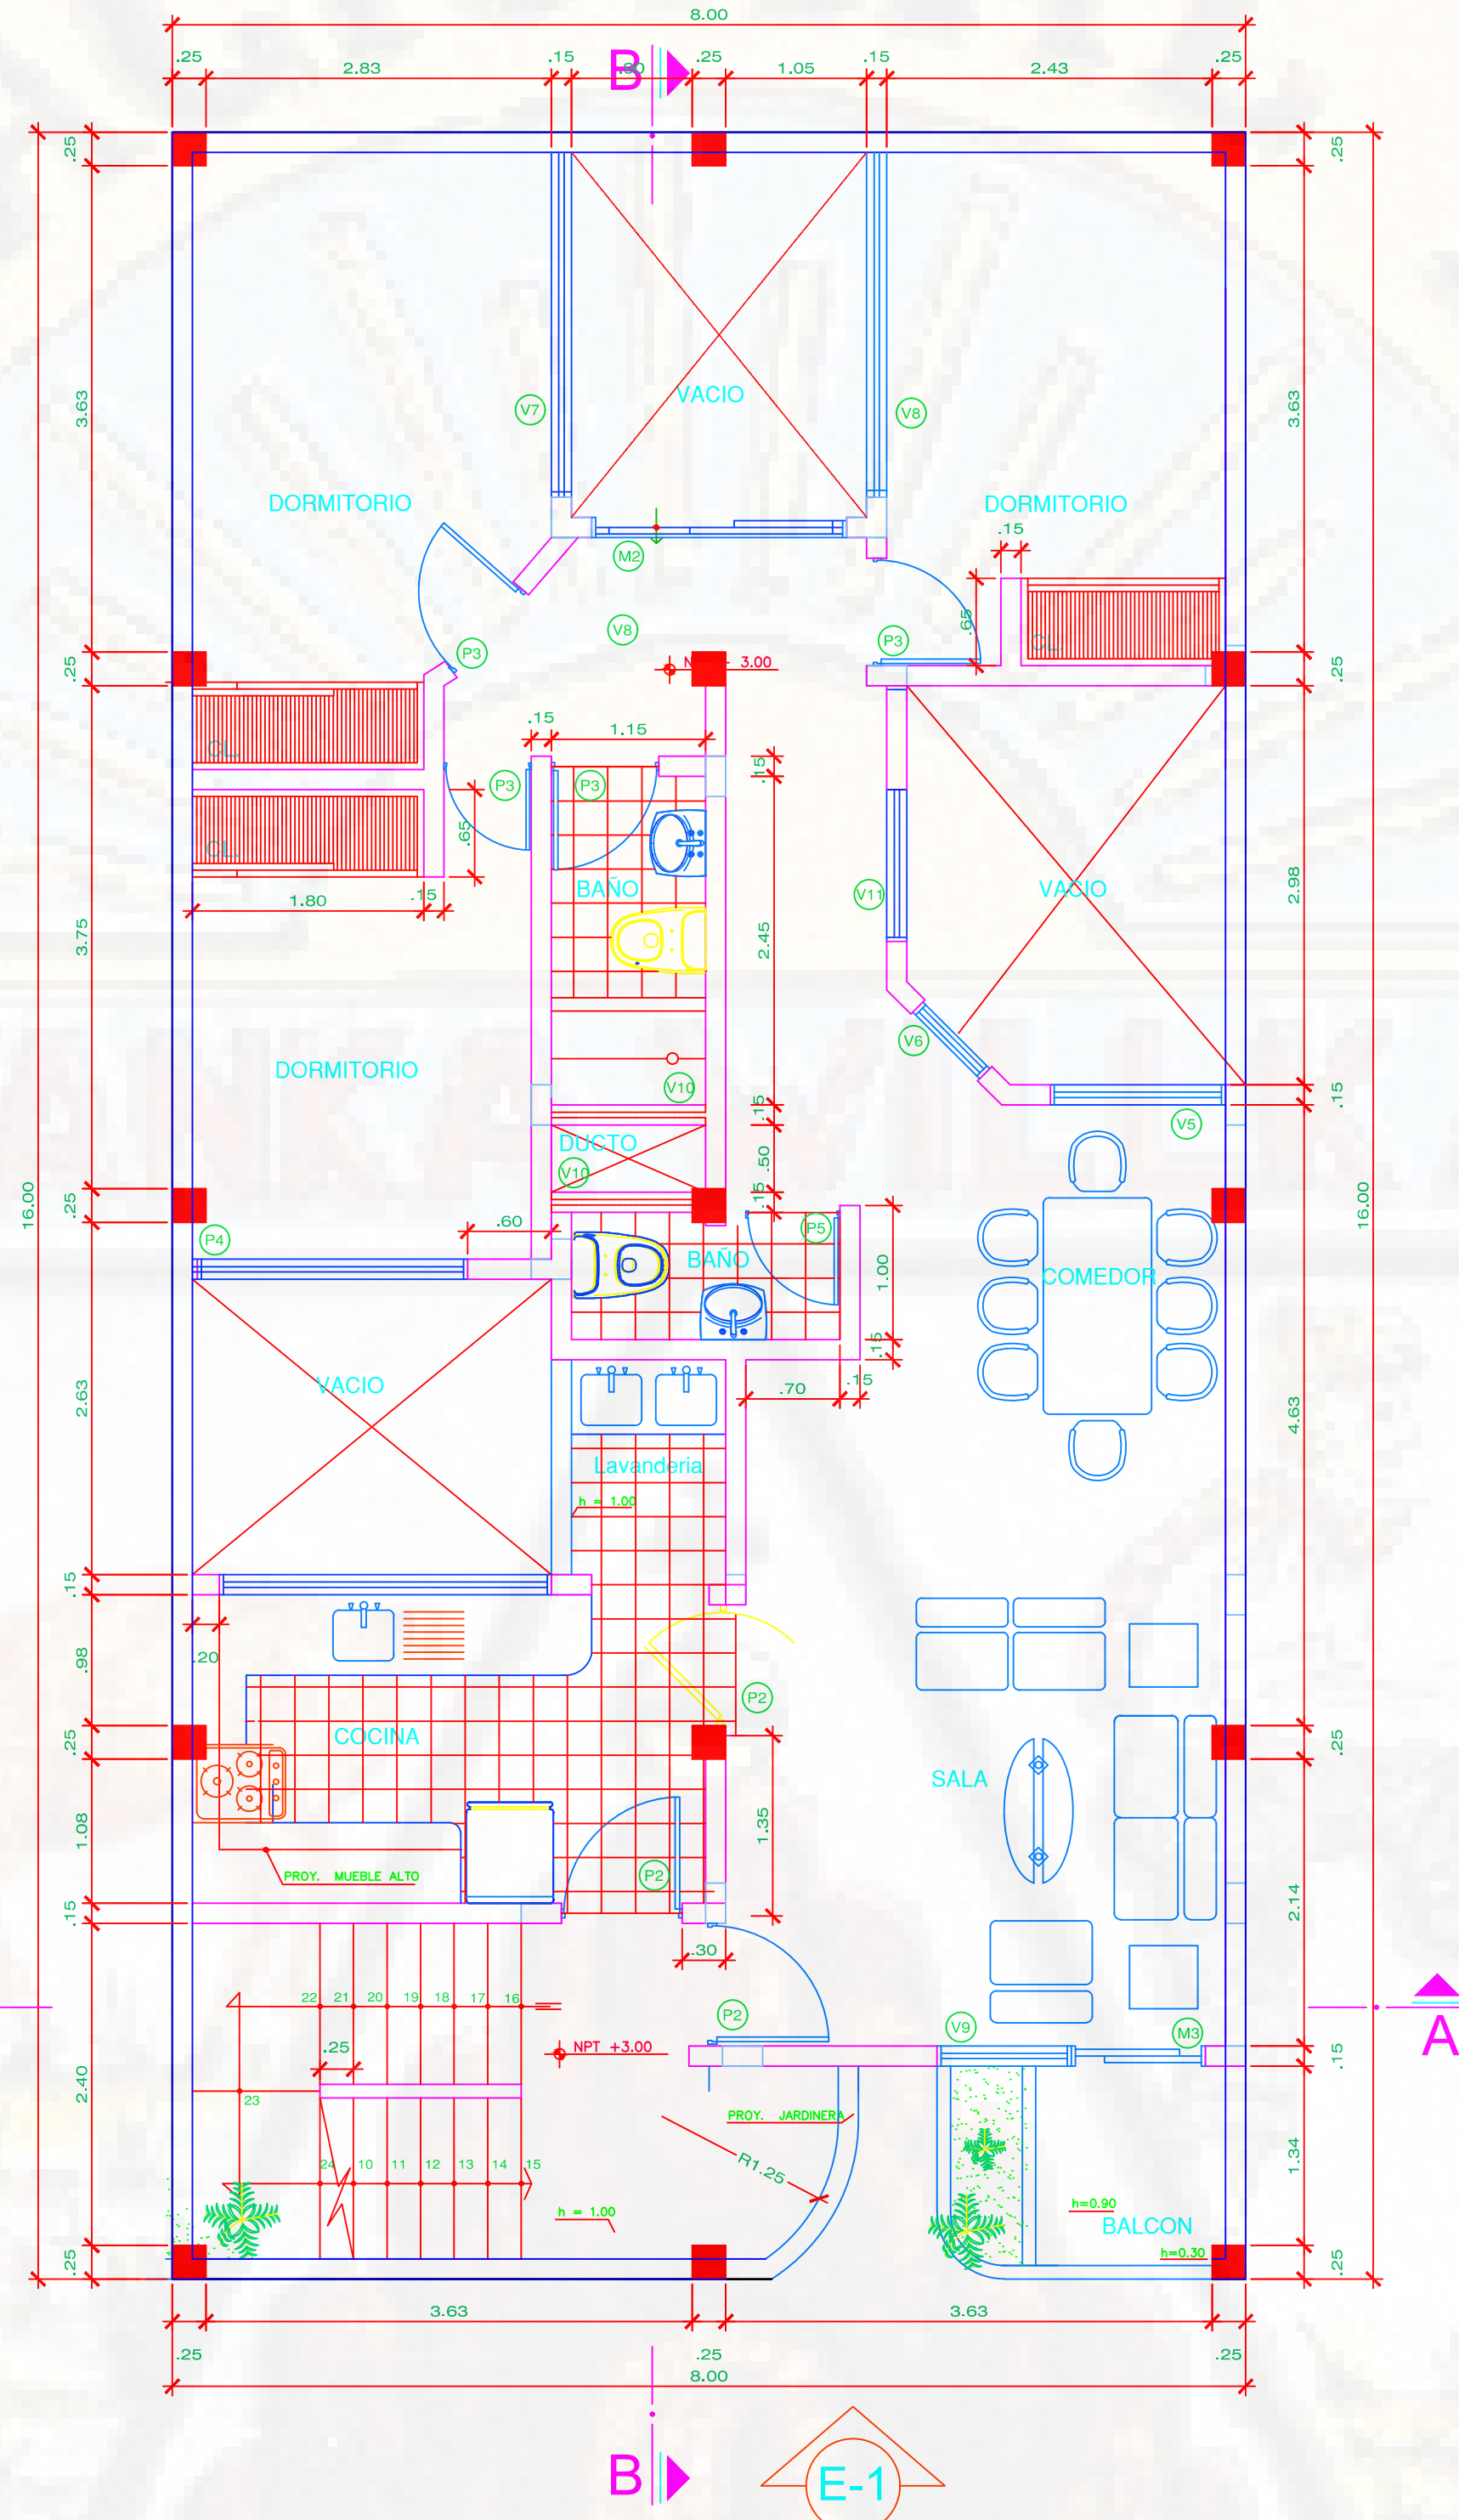 8.00
.25
2.83
.15
B
.90
.25
1.05
.15
2.43
.25
.25
.25
3.63
3.63
VACIO
V7
V8
DORMITORIO
DORMITORIO
.15
M2
V8
P3
P3
.65
CL.
3.00
.25
.25
.15
1.15
CL.
P3
P3
.15
.65
CL.
BAÑO
VACIO
V11
1.80
.15
3.75
2.45
2.98
V6
DORMITORIO
V10
.15
.15
V5
DUCTO
V10
.50
.15
16.00
16.00
.25
.60
P4
P5
BAÑO
1.00
COMEDOR
.15
VACIO
.70
.15
2.63
4.63
Lavanderia
h = 1.00
.15
.98
.20
P2
COCINA
.25
.25
SALA
1.08
1.35
PROY. MUEBLE ALTO
P2
.15
2.14
.30
22
21
20
19
18
17
16
P2
V9
M3
A
.25
NPT +3.00
.15
2.40
23
PROY. JARDINERA
R1.25
1.34
24
10
11
12
13
14
15
h = 1.00
h=0.90
BALCON
h=0.30
.25
.25
3.63
3.63
.25
.25
.25
8.00
B
E-1